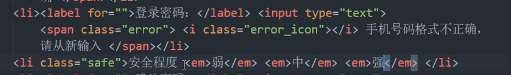 <li><label for="">登录密码：</label> <input type="text">
<span class="error"> <i class="error_icon"></i> 手机号码格式不正确，
请从新输入 </span></li>
<li class="safe">安全程度 <em>弱</em> <em>中</em> <em>强</em> </li>